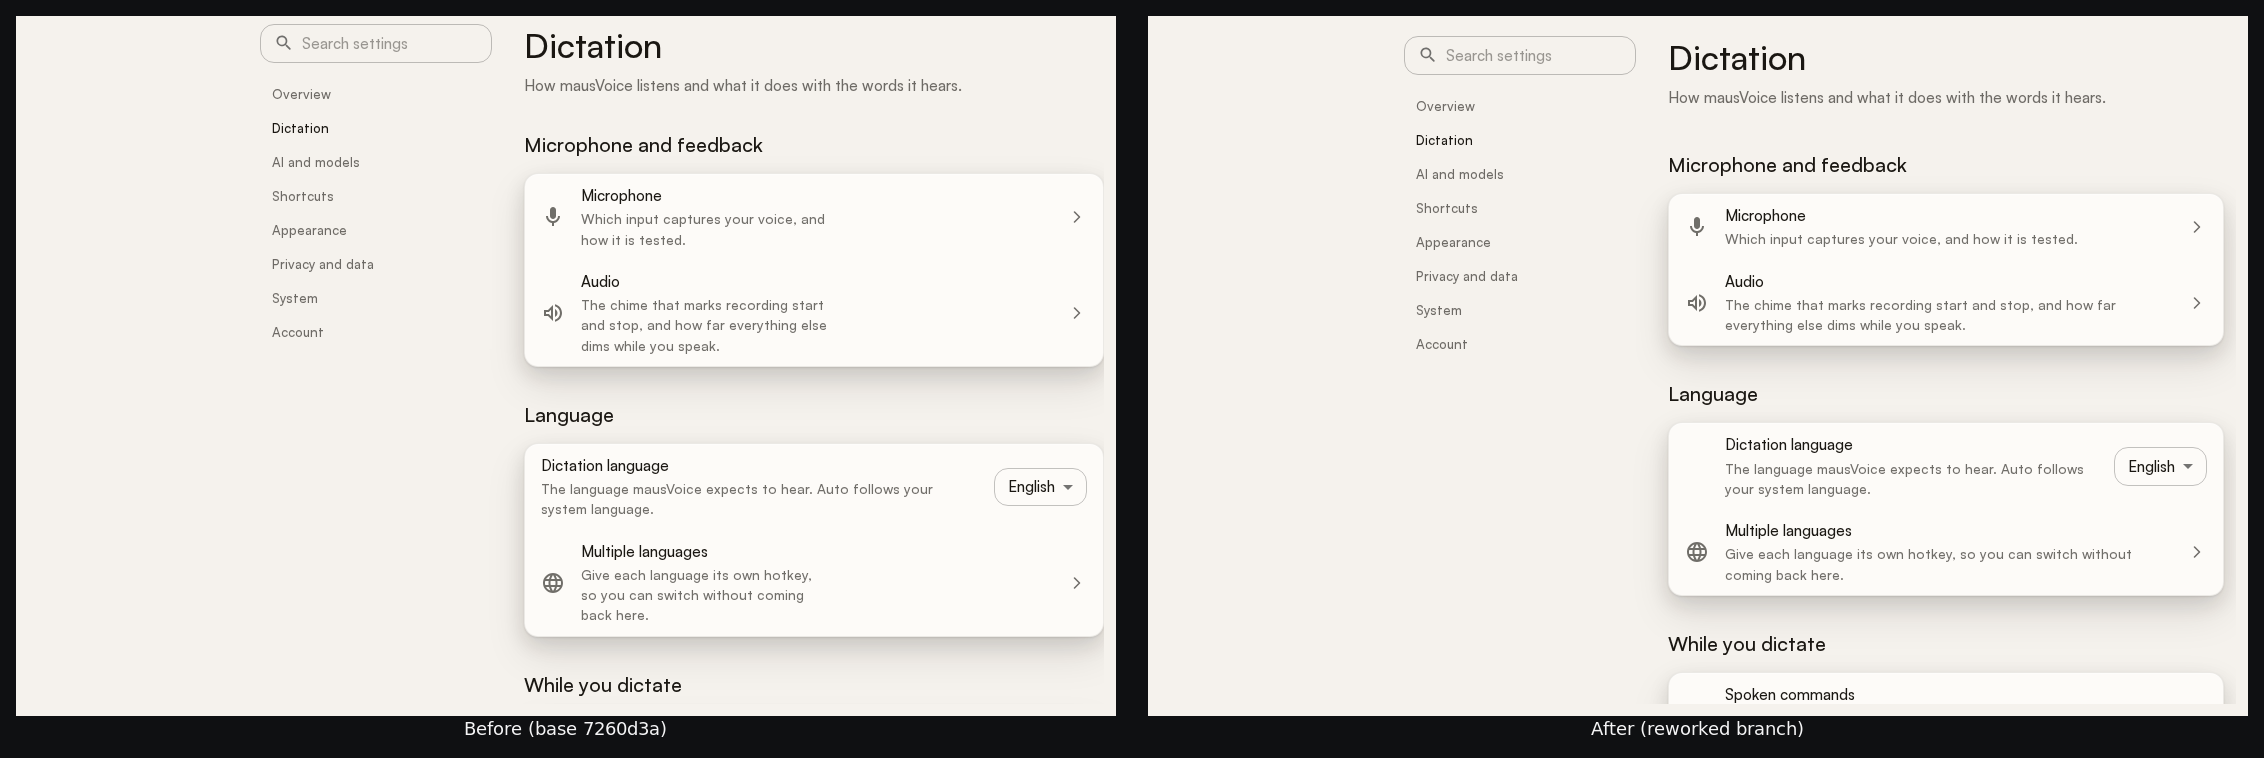 Search settings
Overview
Dictation
AI and models
Shortcuts
Appearance
Privacy and data
System
Account
Dictation
How mausVoice listens and what it does with the words it hears.
Microphone and feedback
Microphone
Which input captures your voice, and
how it is tested.
Audio
The chime that marks recording start
and stop, and how far everything else
dims while you speak.
Language
Dictation language
The language mausVoice expects to hear. Auto follows your
system language.
English
Multiple languages
Give each language its own hotkey,
so you can switch without coming
back here.
While you dictate
Before (base 7260d3a)
Search settings
Overview
Dictation
AI and models
Shortcuts
Appearance
Privacy and data
System
Account
Dictation
How mausVoice listens and what it does with the words it hears.
Microphone and feedback
Microphone
Which input captures your voice, and how it is tested.
Audio
The chime that marks recording start and stop, and how far
everything else dims while you speak.
Language
Dictation language
The language mausVoice expects to hear. Auto follows
your system language.
English
Multiple languages
Give each language its own hotkey, so you can switch without
coming back here.
While you dictate
Spoken commands
After (reworked branch)